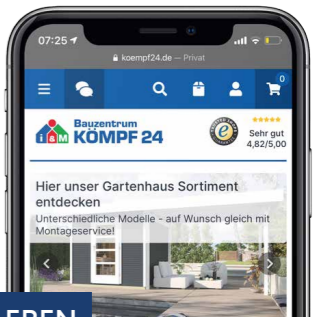 07:25
koempf24.de — Privat
0
i&M
Bauzentrum
KÖMPF 24
Sehr gut
4,82/5,00
Hier unser Gartenhaus Sortiment
entdecken
Unterschiedliche Modelle - auf Wunsch gleich mit
Montageservice!